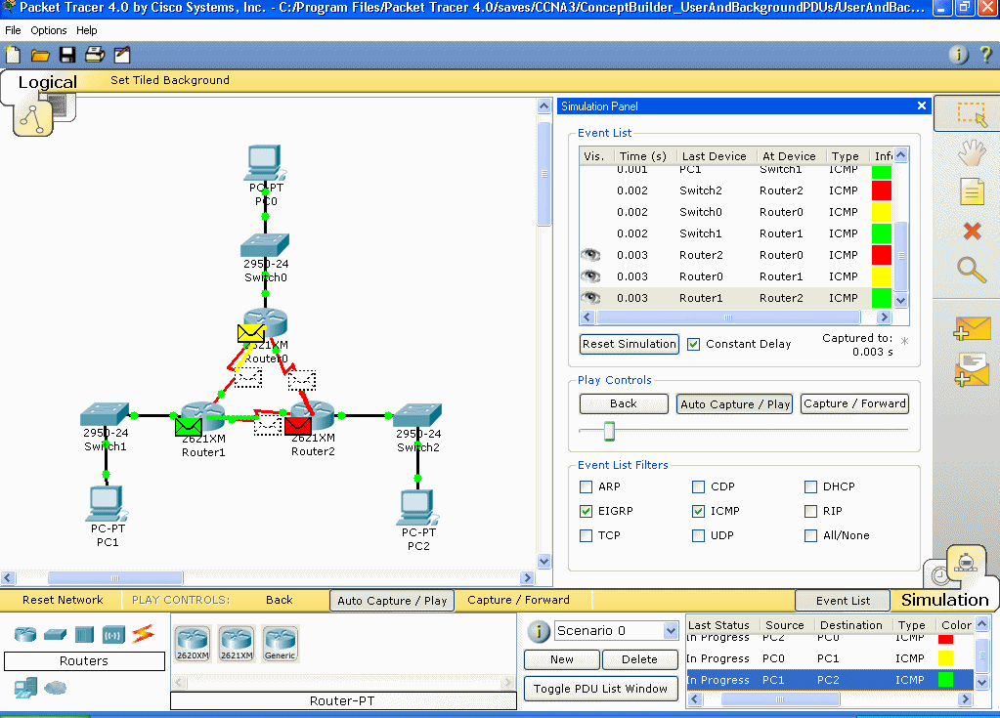 Packet Tracer 4.0 by Cisco Systems, Inc. - C:/Program Files/Packet Tracer 4.0/saves/CCNA3/ConceptBuilder_UserAndBackgroundPDUs/UserAndBac...
File Options Help
Logical
Set Tiled Background
PC-PT
PC0
2950-24
Switch0
2621XM
Router0
2950-24
Switch1
2621XM
Router1
2621XM
Router2
2950-24
Switch2
PC-PT
PC1
PC-PT
PC2
Simulation Panel
Event List
Vis. Time (s) Last Device At Device Type Inf
0.001 PC1 Switch1 ICMP
0.002 Switch2 Router2 ICMP
0.002 Switch0 Router0 ICMP
0.002 Switch1 Router1 ICMP
0.003 Router2 Router0 ICMP
0.003 Router0 Router1 ICMP
0.003 Router1 Router2 ICMP
Reset Simulation Constant Delay Captured to: *
0.003 s
Play Controls
Back Auto Capture / Play Capture / Forward
Event List Filters
ARP CDP DHCP
EIGRP ICMP RIP
TCP UDP All/None
Reset Network PLAY CONTROLS: Back Auto Capture / Play Capture / Forward Event List Simulation
Routers
2620XM 2621XM Generic
Router-PT
Scenario 0
New Delete
Toggle PDU List Window
Last Status Source Destination Type Color
In Progress PC2 PC0 ICMP
In Progress PC0 PC1 ICMP
In Progress PC1 PC2 ICMP